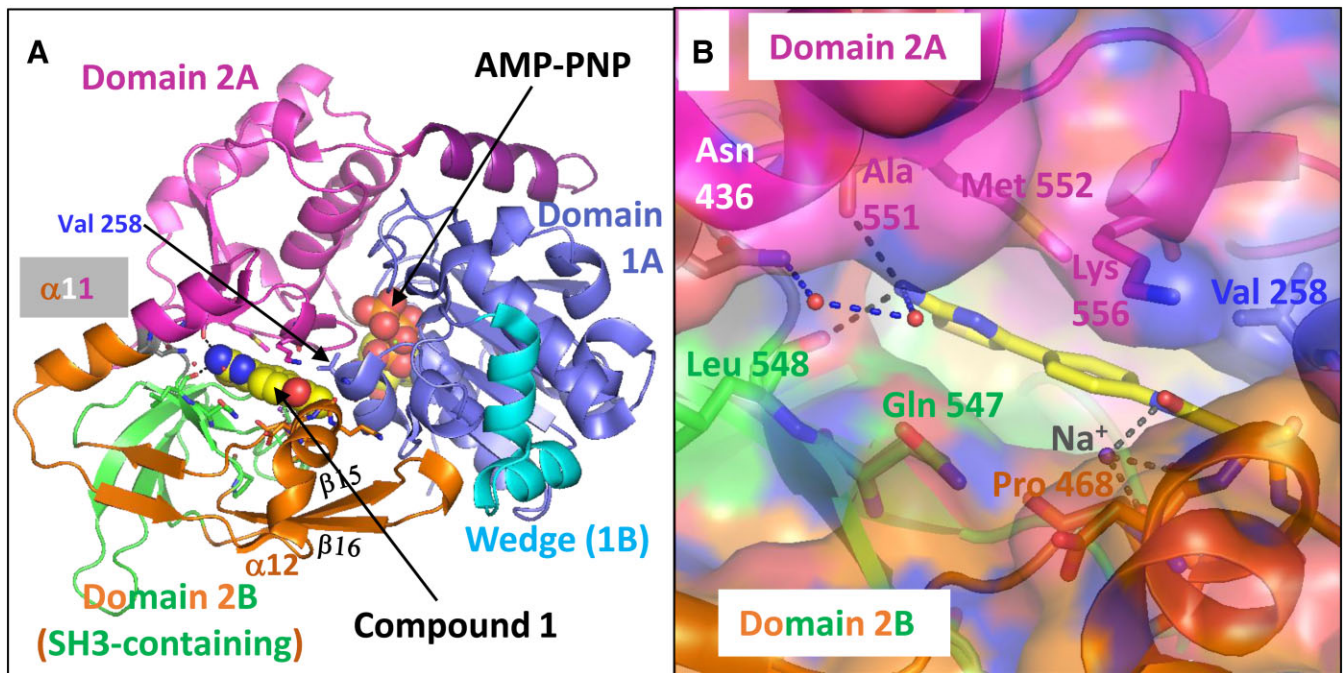 A
Domain 2A
AMP-PNP
Val 258
Domain
1A
α11
β15
β16
α12
Wedge (1B)
Domain 2B
(SH3-containing)
Compound 1
B
Domain 2A
Asn
436
Ala
551
Met 552
Lys
556
Val 258
Leu 548
Gln 547
Na⁺
Pro 468
Domain 2B